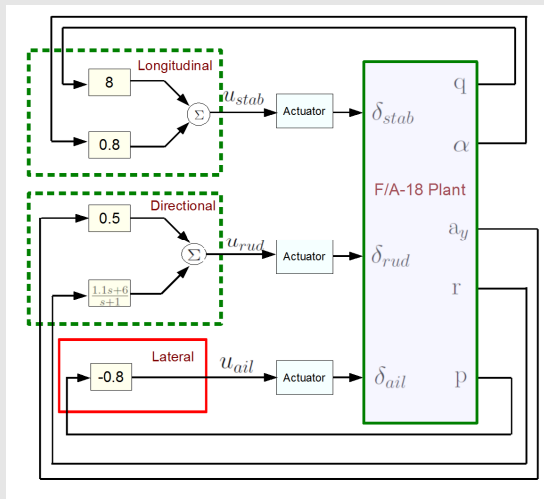 Longitudinal
8
0.8
Σ
u_stab
Actuator
δ_stab
q
α
F/A-18 Plant
Directional
0.5
1.1s+6
s+1
Σ
u_rud
Actuator
δ_rud
a_y
r
Lateral
-0.8
u_ail
Actuator
δ_ail
p